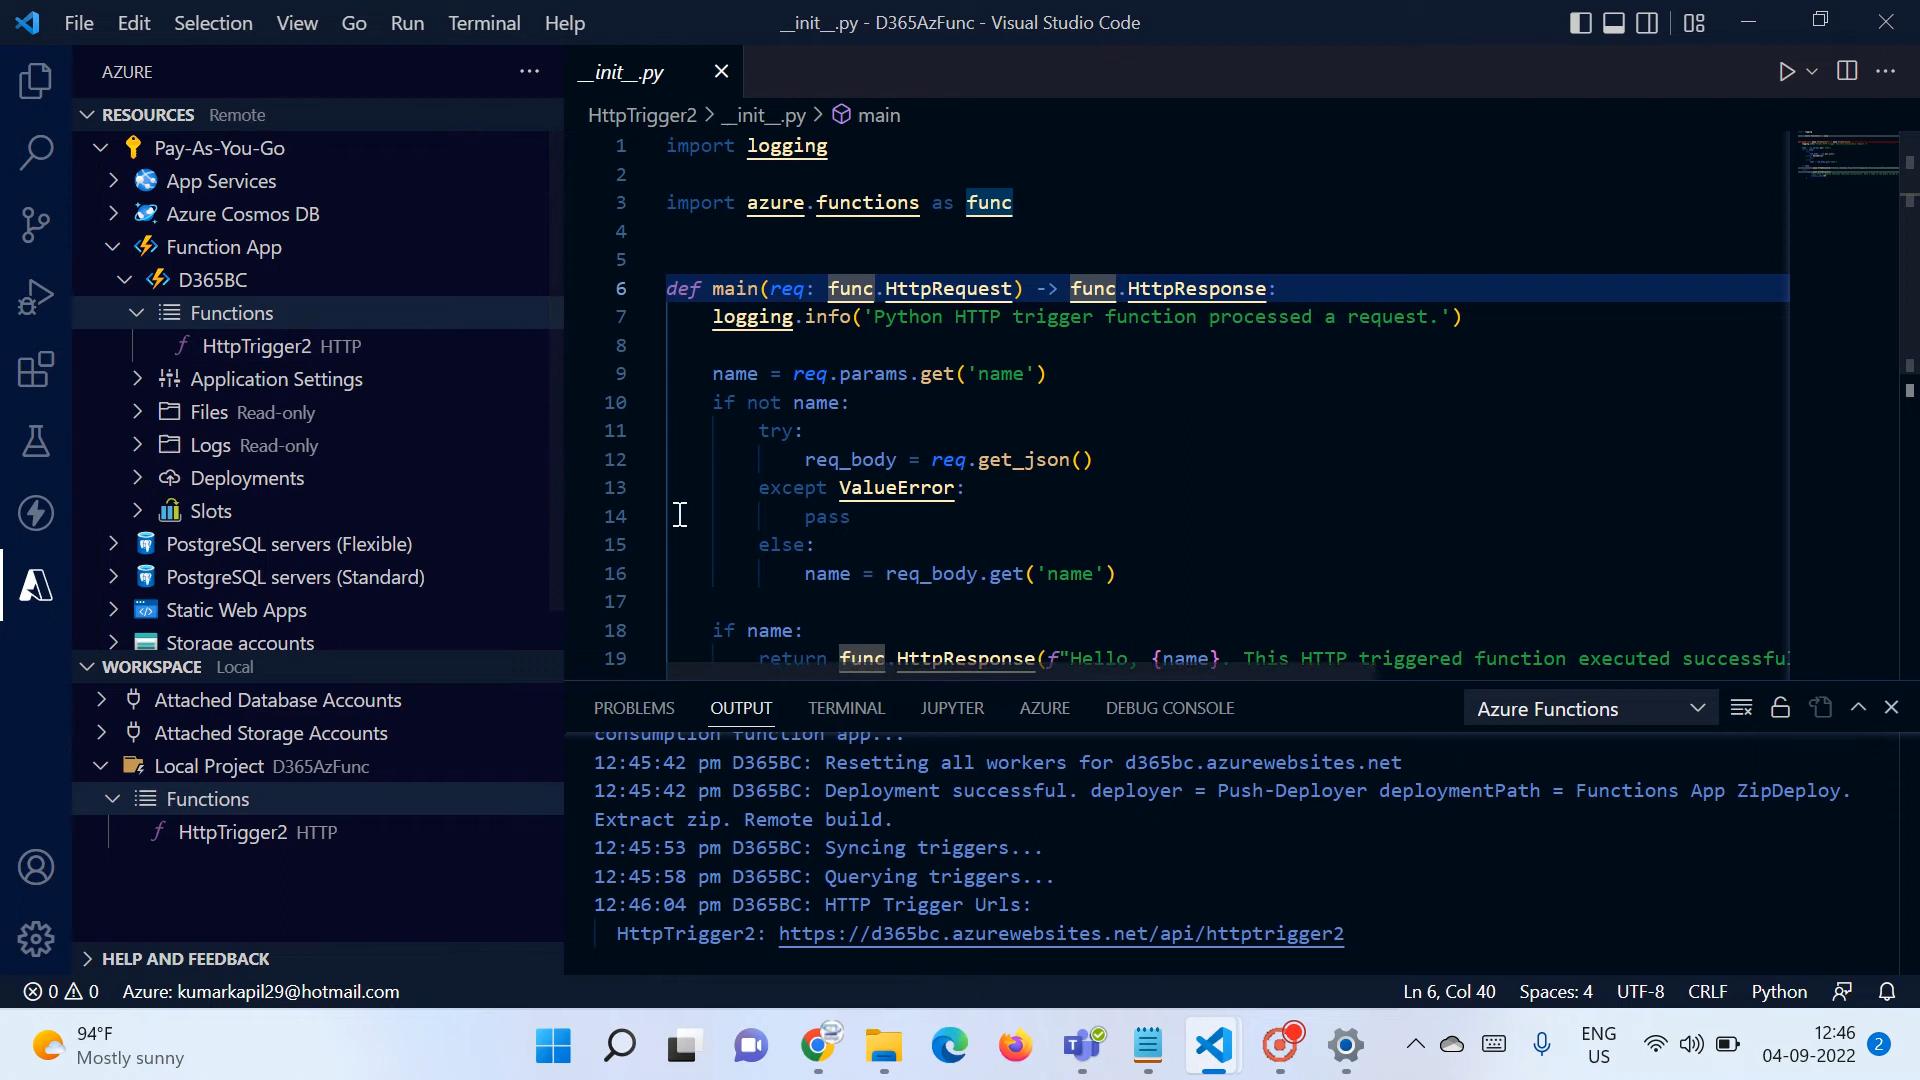 File Edit Selection View Go Run Terminal Help
__init__.py - D365AzFunc - Visual Studio Code
AZURE
RESOURCES Remote
Pay-As-You-Go
App Services
Azure Cosmos DB
Function App
D365BC
Functions
HttpTrigger2 HTTP
Application Settings
Files Read-only
Logs Read-only
Deployments
Slots
PostgreSQL servers (Flexible)
PostgreSQL servers (Standard)
Static Web Apps
Storage accounts
WORKSPACE Local
Attached Database Accounts
Attached Storage Accounts
Local Project D365AzFunc
Functions
HttpTrigger2 HTTP
HELP AND FEEDBACK
__init__.py
HttpTrigger2 > __init__.py > main
1 import logging
2
3 import azure.functions as func
4
5
6 def main(req: func.HttpRequest) -> func.HttpResponse:
7 logging.info('Python HTTP trigger function processed a request.')
8
9 name = req.params.get('name')
10 if not name:
11 try:
12 req_body = req.get_json()
13 except ValueError:
14 pass
15 else:
16 name = req_body.get('name')
17
18 if name:
19 return func.HttpResponse(f"Hello, {name}. This HTTP triggered function executed successfu
PROBLEMS OUTPUT TERMINAL JUPYTER AZURE DEBUG CONSOLE
Azure Functions
consumption function app...
12:45:42 pm D365BC: Resetting all workers for d365bc.azurewebsites.net
12:45:42 pm D365BC: Deployment successful. deployer = Push-Deployer deploymentPath = Functions App ZipDeploy.
Extract zip. Remote build.
12:45:53 pm D365BC: Syncing triggers...
12:45:58 pm D365BC: Querying triggers...
12:46:04 pm D365BC: HTTP Trigger Urls:
HttpTrigger2: https://d365bc.azurewebsites.net/api/httptrigger2
0 0 Azure: kumarkapil29@hotmail.com
Ln 6, Col 40 Spaces: 4 UTF-8 CRLF Python
94°F
Mostly sunny
ENG
US
12:46
04-09-2022
2